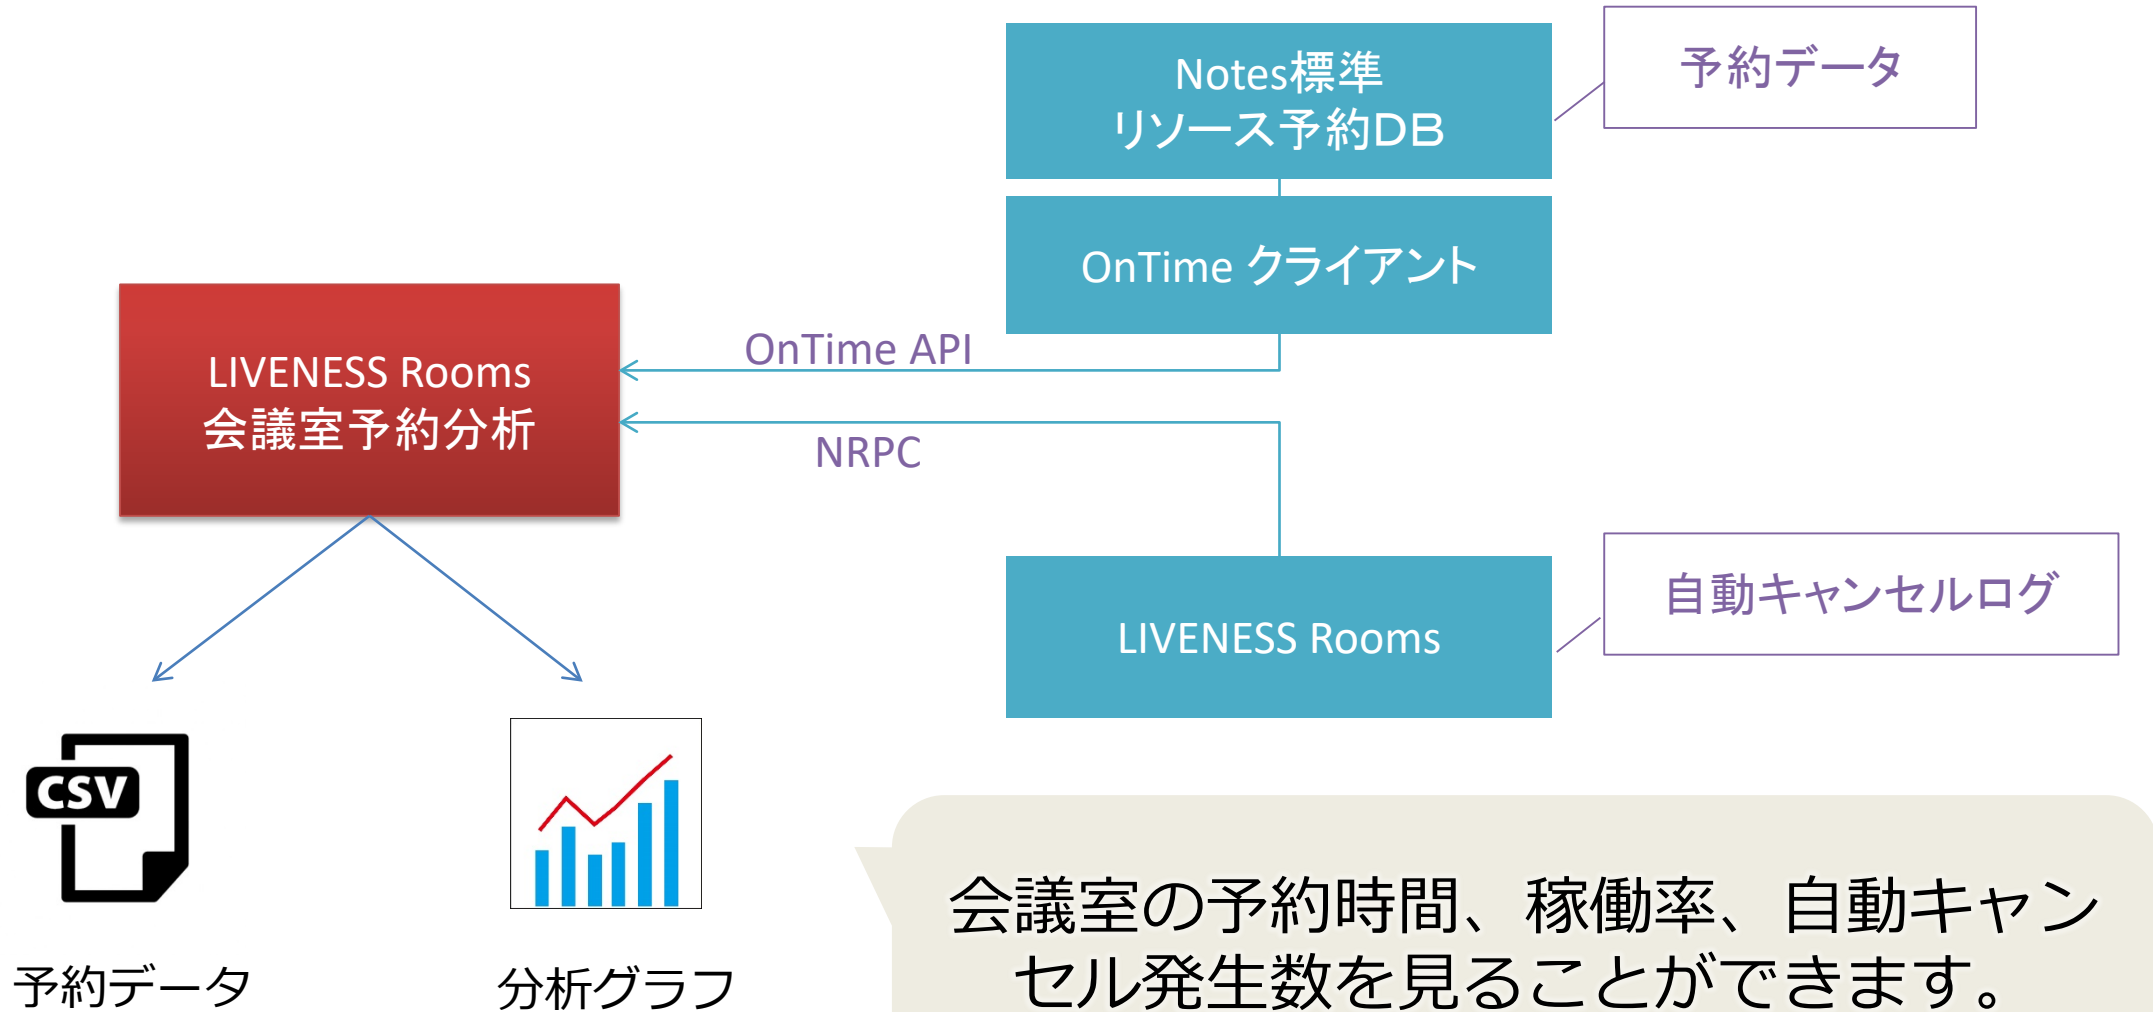 Notes標準
リソース予約DB
予約データ
OnTime クライアント
OnTime API
LIVENESS Rooms
会議室予約分析
NRPC
自動キャンセルログ
LIVENESS Rooms
CSV
予約データ
分析グラフ
会議室の予約時間、稼働率、自動キャン
セル発生数を見ることができます。